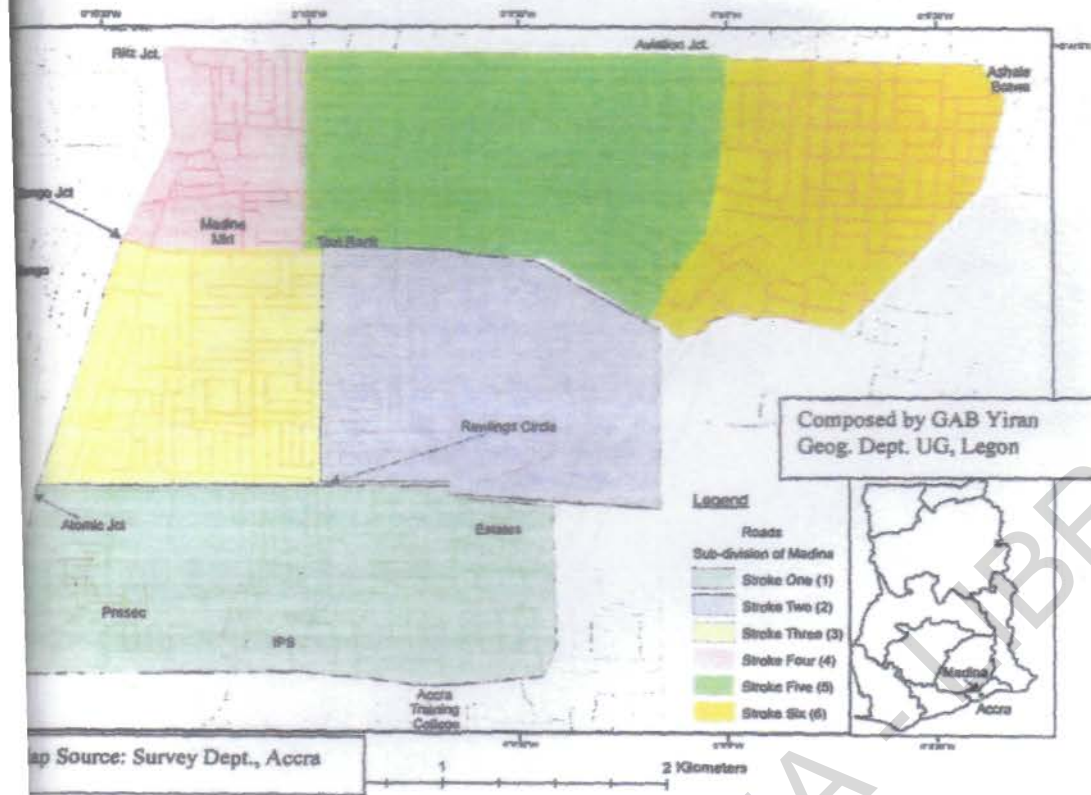 Ritz Jct.
Aviation Jct.
Ashale
Botwe
Jct
Madina
Mkt
Taxi Rank
Rawlings Circle
Composed by GAB Yiran
Geog. Dept. UG, Legon
Atomic Jct
Estates
Presec
IPS
Accra
Training
College
Legend
Roads
Sub-division of Madina
Stroke One (1)
Stroke Two (2)
Stroke Three (3)
Stroke Four (4)
Stroke Five (5)
Stroke Six (6)
Madina
Accra
ap Source: Survey Dept., Accra
1
2 Kilometers